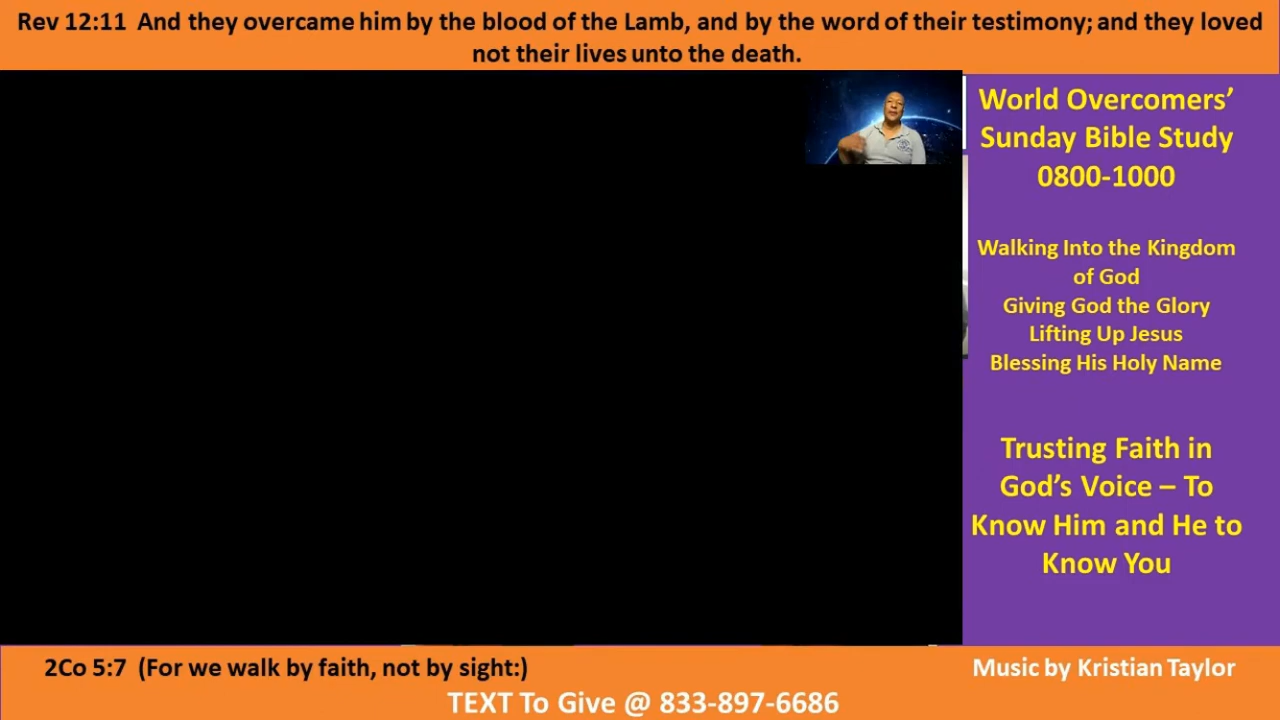 Rev 12:11 And they overcame him by the blood of the Lamb, and by the word of their testimony; and they loved
not their lives unto the death.
World Overcomers’
Sunday Bible Study
0800-1000
Walking Into the Kingdom
of God
Giving God the Glory
Lifting Up Jesus
Blessing His Holy Name
Trusting Faith in
God’s Voice – To
Know Him and He to
Know You
2Co 5:7 (For we walk by faith, not by sight:)
Music by Kristian Taylor
TEXT To Give @ 833-897-6686